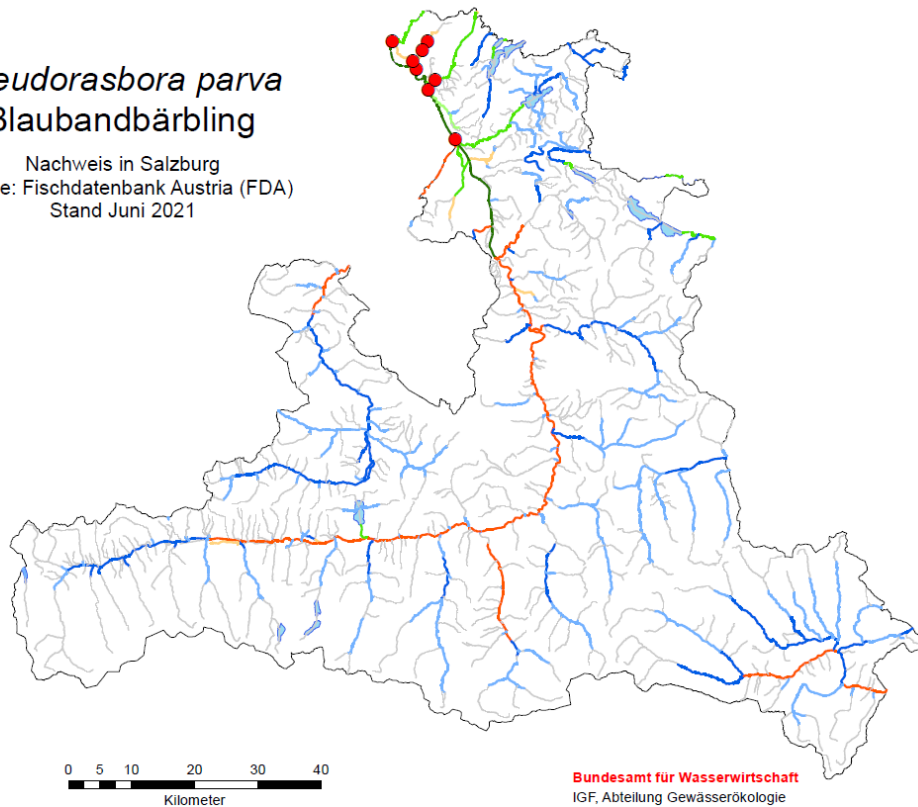 eudorasbora parva
Blaubandbärbling
Nachweis in Salzburg
e: Fischdatenbank Austria (FDA)
Stand Juni 2021
0 5 10 20 30 40
Kilometer
Bundesamt für Wasserwirtschaft
IGF, Abteilung Gewässerökologie